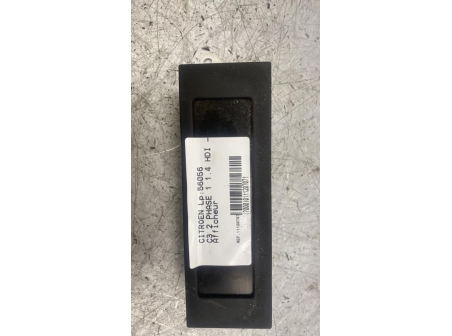 CITROEN Lp:56056
C3 2 PHASE 1 1.4 HDI -
Afficheur